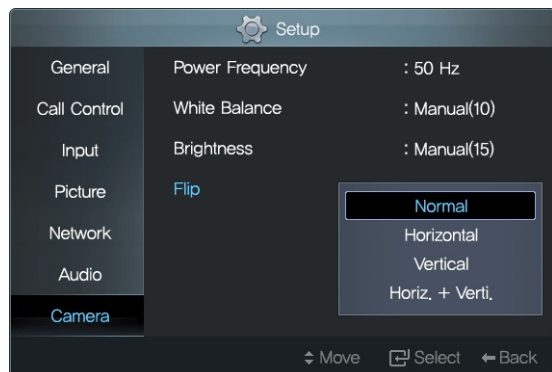 Setup
General
Call Control
Input
Picture
Network
Audio
Camera
Power Frequency : 50 Hz
White Balance : Manual(10)
Brightness : Manual(15)
Flip
Normal
Horizontal
Vertical
Horiz. + Verti.
Move Select Back